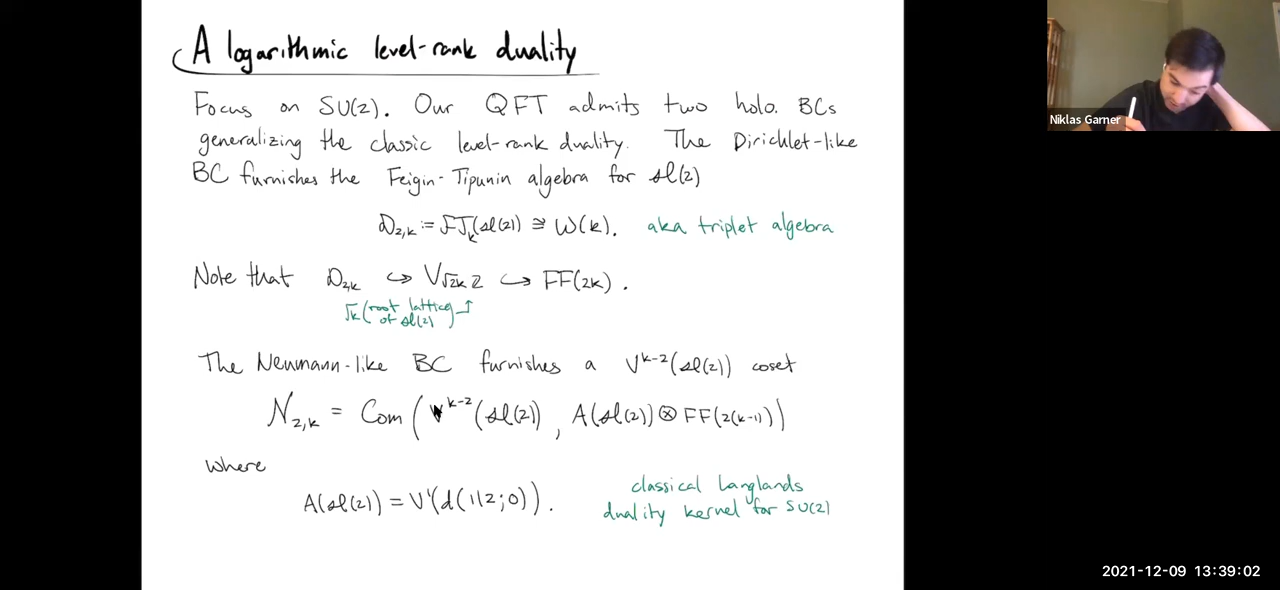 A logarithmic level-rank duality
Focus on SU(2). Our QFT admits two holo. BCs
generalizing the classic level-rank duality. The Dirichlet-like
BC furnishes the Feigin-Tipunin algebra for sl(2)
D₂,ₖ := FTₖ(sl(2)) ≅ W(k). aka triplet algebra
Note that D₂,ₖ ↪ V√2k ℤ ↪ FF(2k).
√k (root lattice of sl(2))
The Neumann-like BC furnishes a V^{k-2}(sl(2)) coset
N₂,ₖ = Com(V^{k-2}(sl(2)), A(sl(2)) ⊗ FF(2(k-1)))
where
A(sl(2)) = V¹(d(1|2;0)).
classical Langlands
duality kernel for SU(2)
Niklas Garner
2021-12-09 13:39:02